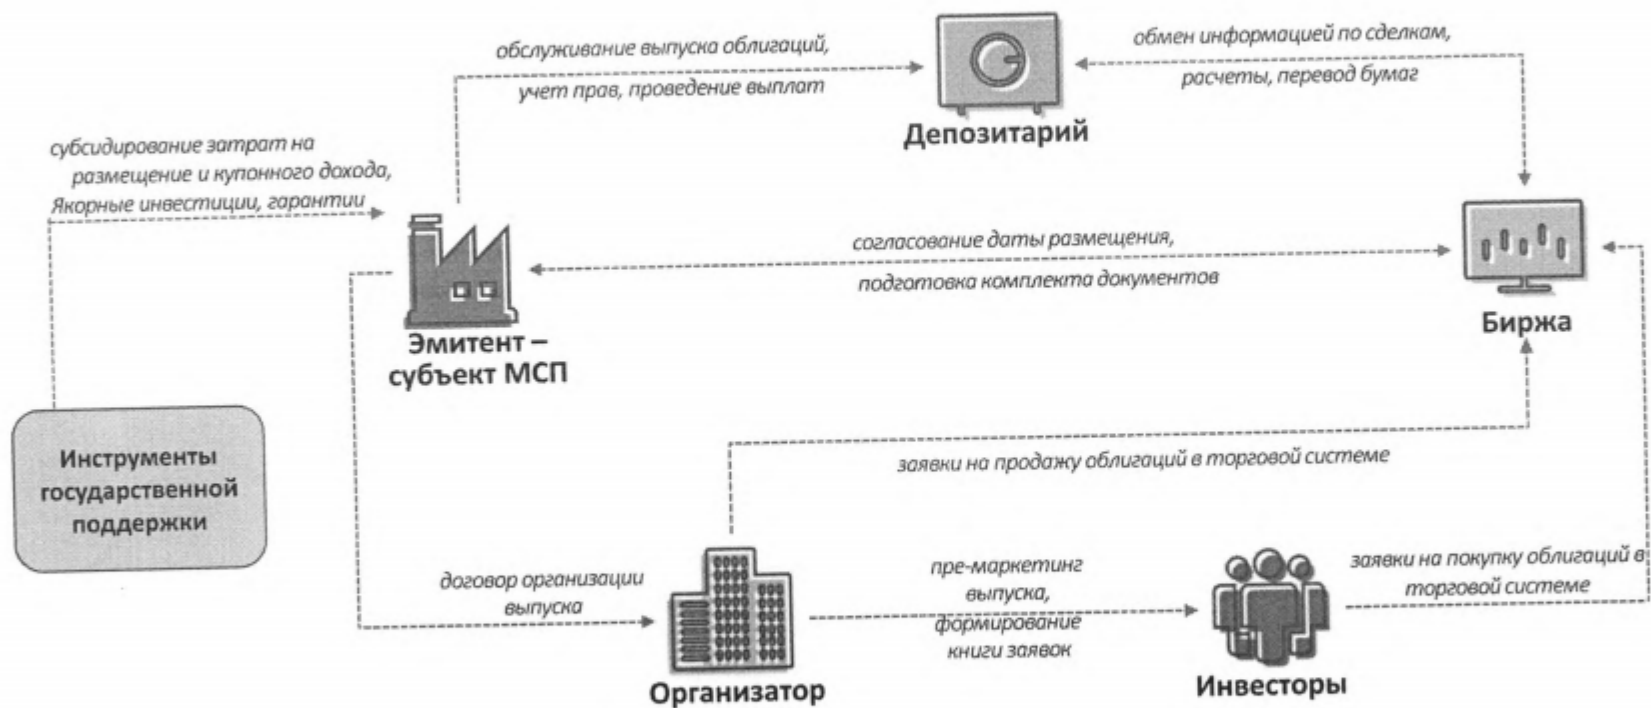 обслуживание выпуска облигаций,
учет прав, проведение выплат
Депозитарий
обмен информацией по сделкам,
расчеты, перевод бумаг
субсидирование затрат на
размещение и купонного дохода,
Якорные инвестиции, гарантии
Эмитент –
субъект МСП
согласование даты размещения,
подготовка комплекта документов
Биржа
Инструменты
государственной
поддержки
заявки на продажу облигаций в торговой системе
договор организации
выпуска
Организатор
пре-маркетинг
выпуска,
формирование
книги заявок
Инвесторы
заявки на покупку облигаций в
торговой системе